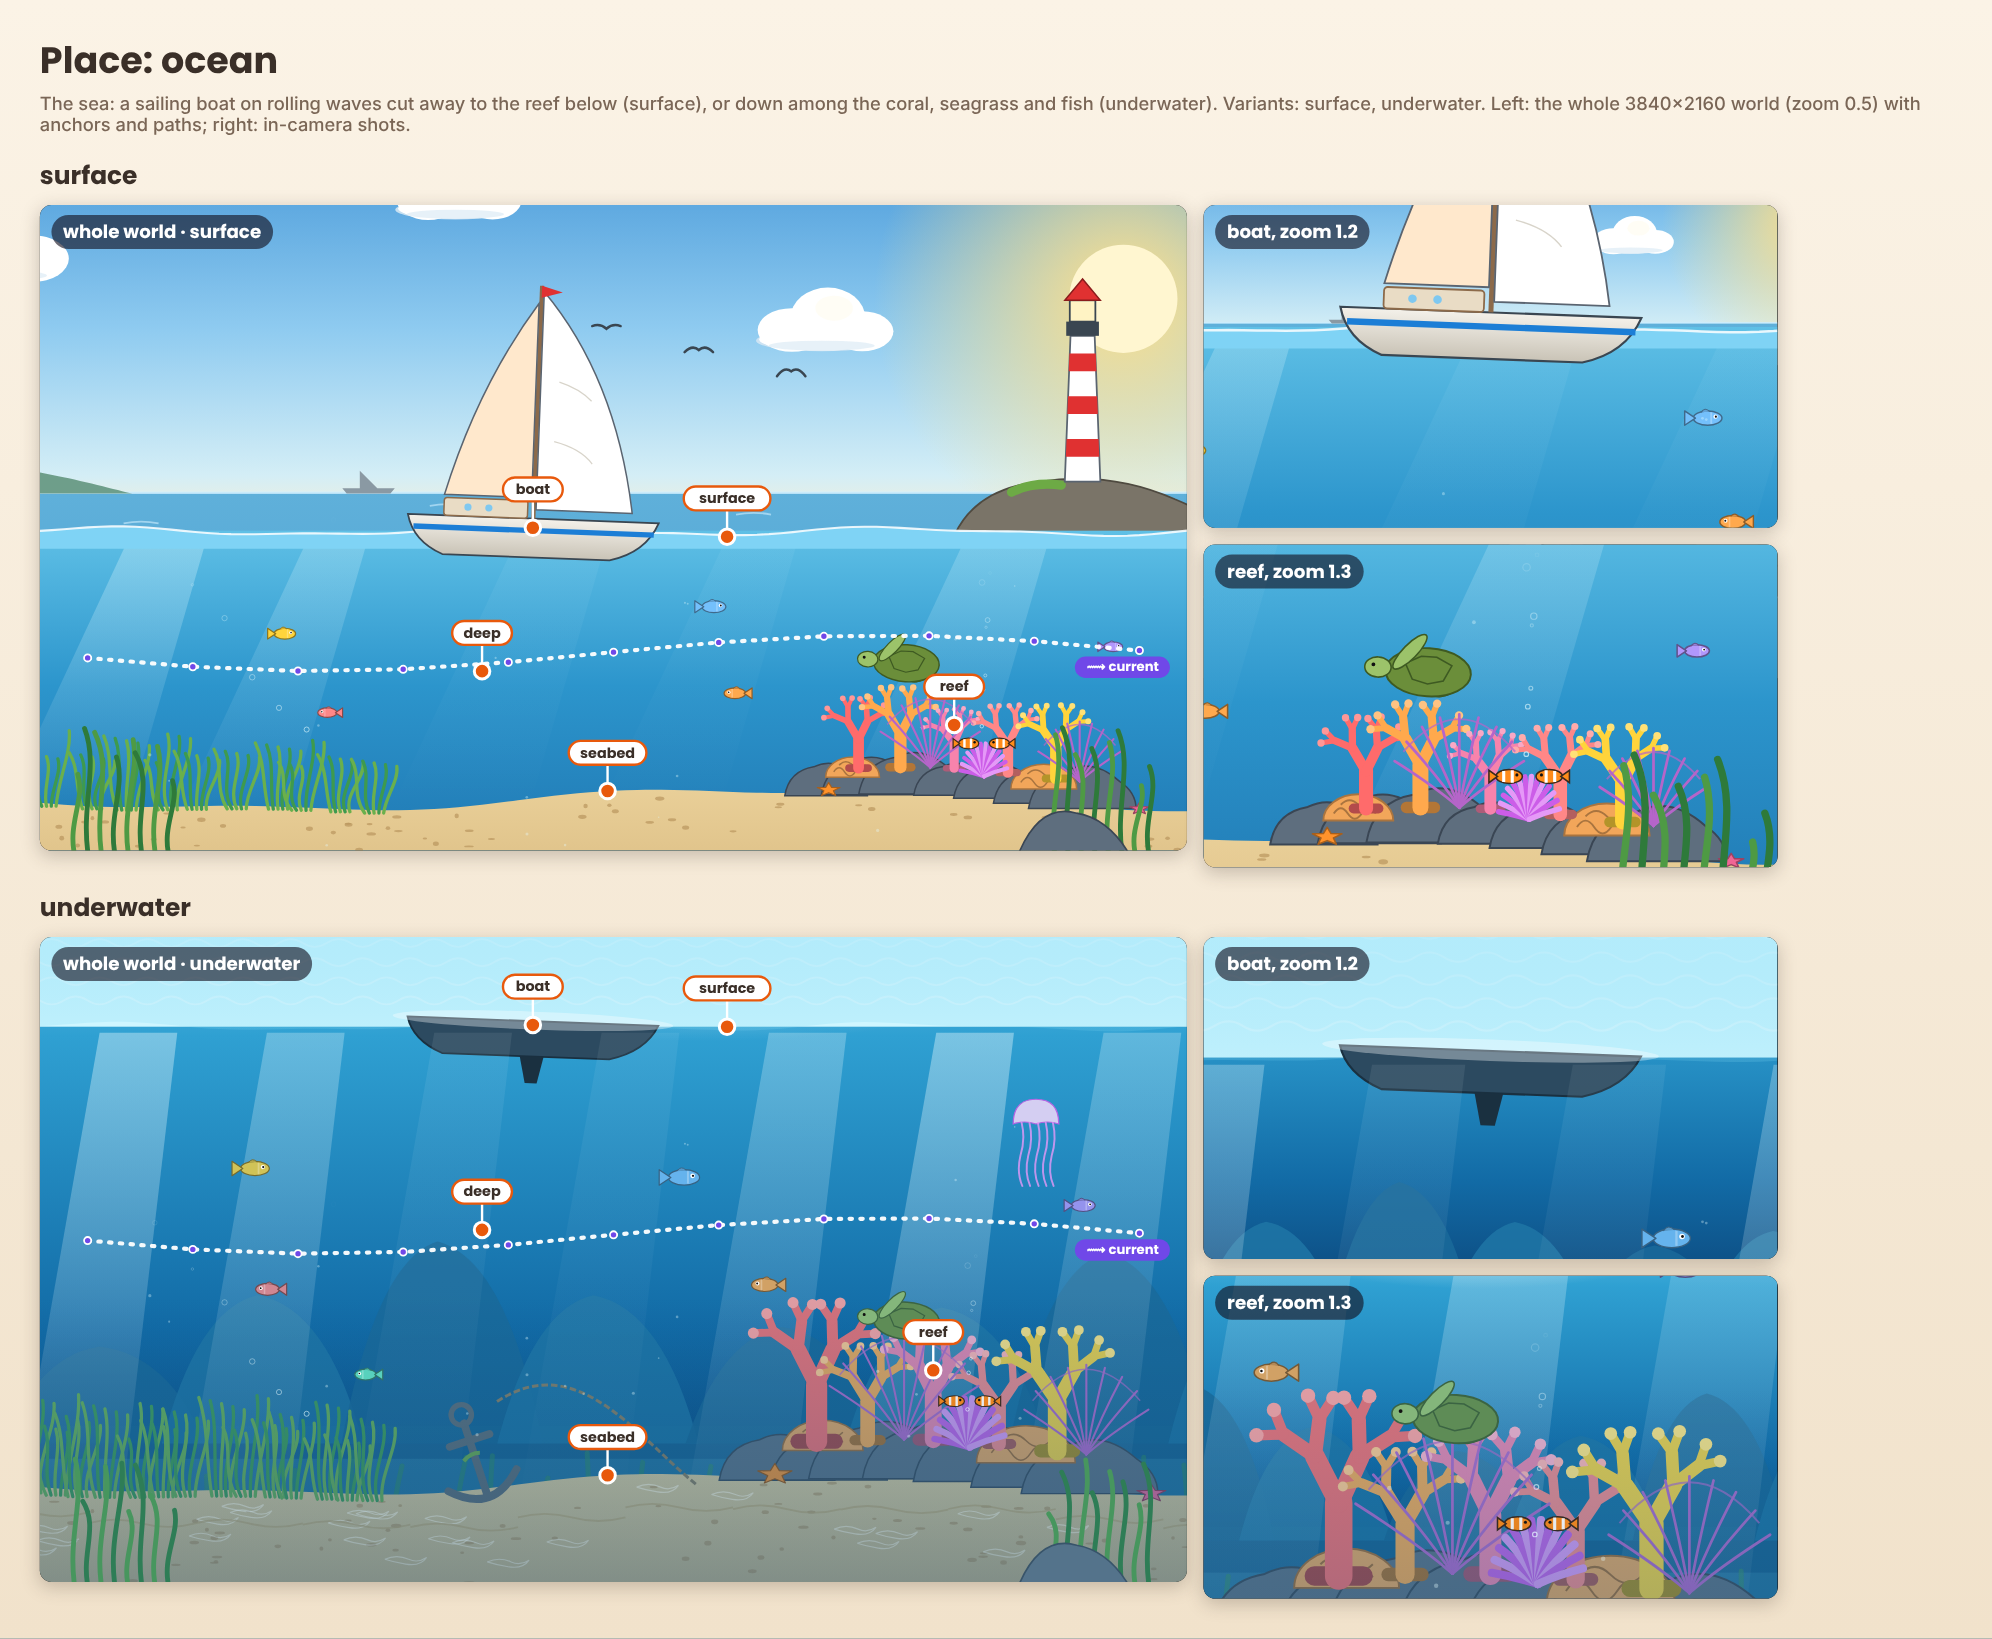 Place: ocean
The sea: a sailing boat on rolling waves cut away to the reef below (surface), or down among the coral, seagrass and fish (underwater). Variants: surface, underwater. Left: the whole 3840×2160 world (zoom 0.5) with
anchors and paths; right: in-camera shots.
surface
whole world · surface
boat
surface
deep
current
reef
seabed
boat, zoom 1.2
reef, zoom 1.3
underwater
whole world · underwater
boat
surface
deep
current
reef
seabed
boat, zoom 1.2
reef, zoom 1.3